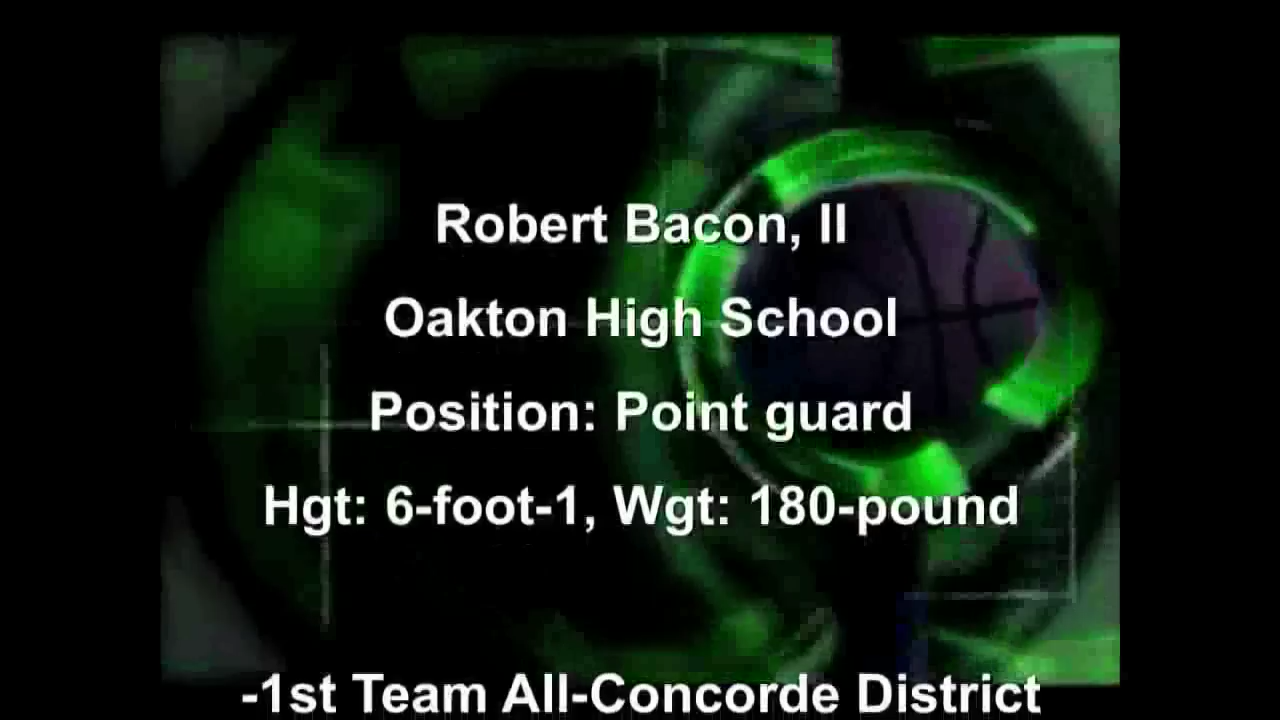 Robert Bacon, II
Oakton High School
Position: Point guard
Hgt: 6-foot-1, Wgt: 180-pound
-1st Team All-Concorde District